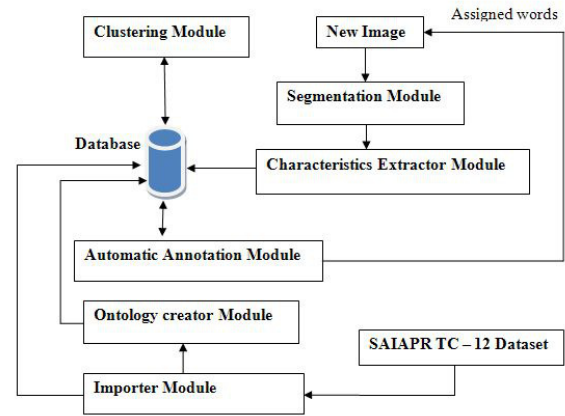 Assigned words
Clustering Module
New Image
Segmentation Module
Database
Characteristics Extractor Module
Automatic Annotation Module
Ontology creator Module
SAIAPR TC – 12 Dataset
Importer Module